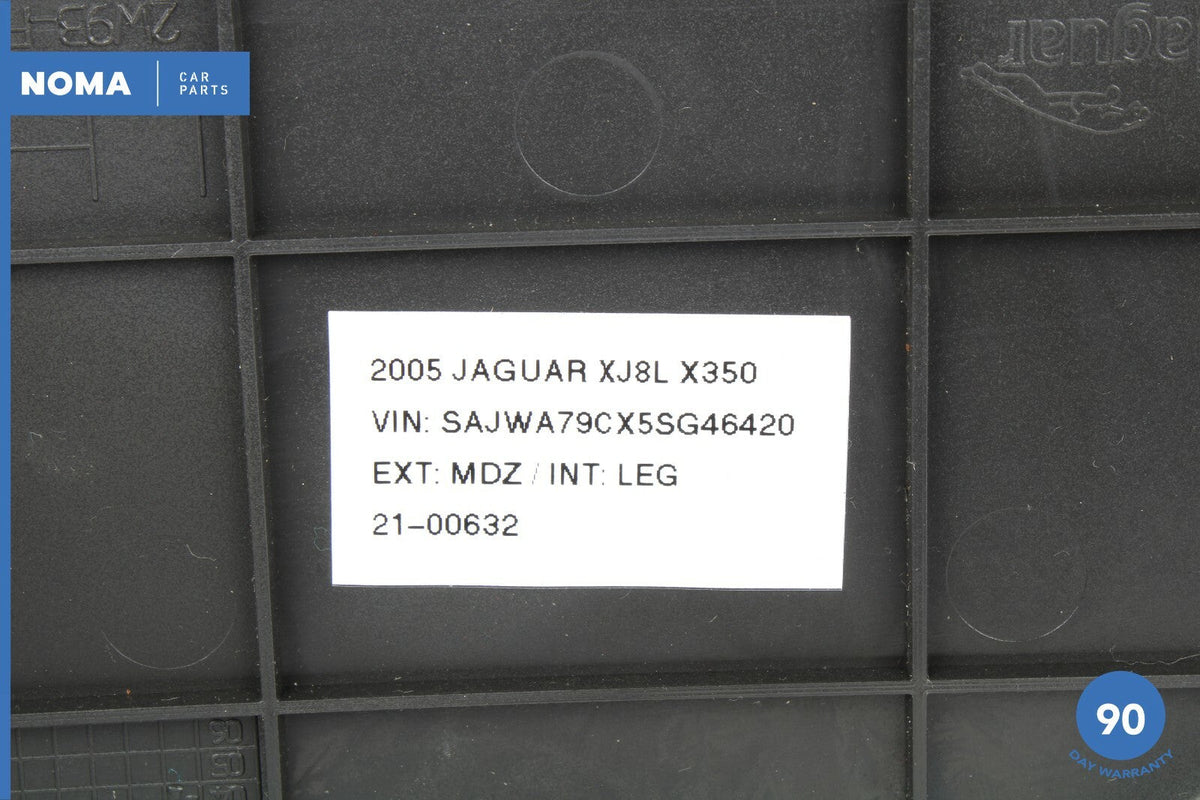 2W93-F
Jaguar
NOMA
CAR
PARTS
2005 JAGUAR XJ8L X350
VIN: SAJWA79CX5SG46420
EXT: MDZ / INT: LEG
21-00632
90
DAY WARRANTY